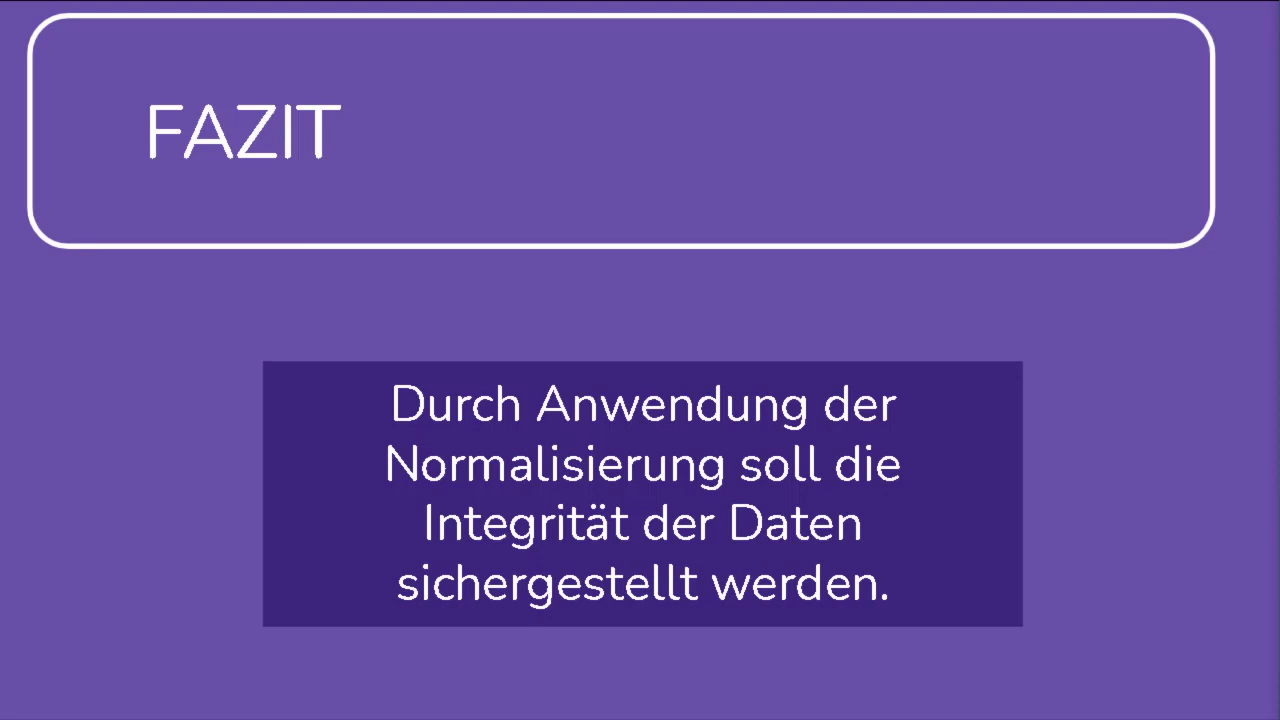 FAZIT
Durch Anwendung der
Normalisierung soll die
Integrität der Daten
sichergestellt werden.